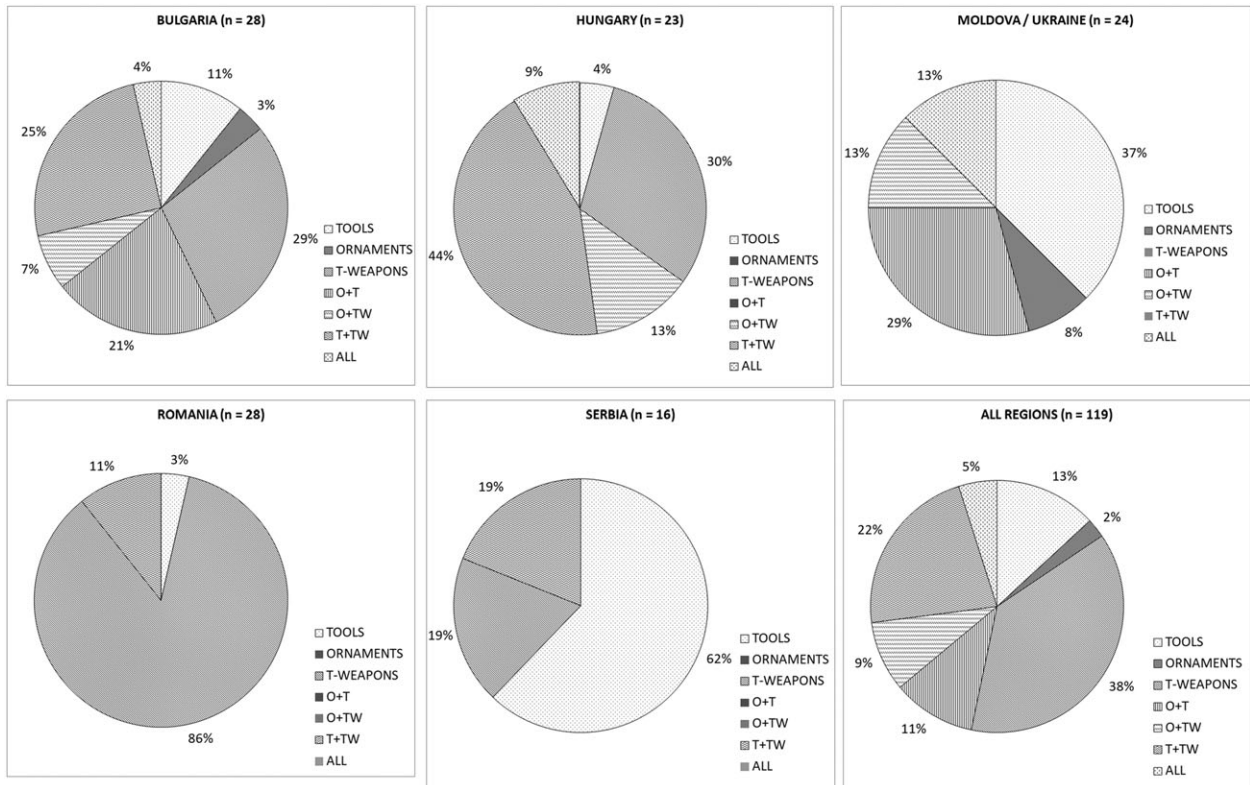 BULGARIA (n = 28)
4%
11%
3%
25%
29%
7%
21%
TOOLS
ORNAMENTS
T-WEAPONS
O+T
O+TW
T+TW
ALL
HUNGARY (n = 23)
9%
4%
30%
44%
13%
TOOLS
ORNAMENTS
T-WEAPONS
O+T
O+TW
T+TW
ALL
MOLDOVA / UKRAINE (n = 24)
13%
13%
37%
29%
8%
TOOLS
ORNAMENTS
T-WEAPONS
O+T
O+TW
T+TW
ALL
ROMANIA (n = 28)
11%
3%
86%
TOOLS
ORNAMENTS
T-WEAPONS
O+T
O+TW
T+TW
ALL
SERBIA (n = 16)
19%
19%
62%
TOOLS
ORNAMENTS
T-WEAPONS
O+T
O+TW
T+TW
ALL
ALL REGIONS (n = 119)
5%
13%
2%
22%
9%
38%
11%
TOOLS
ORNAMENTS
T-WEAPONS
O+T
O+TW
T+TW
ALL